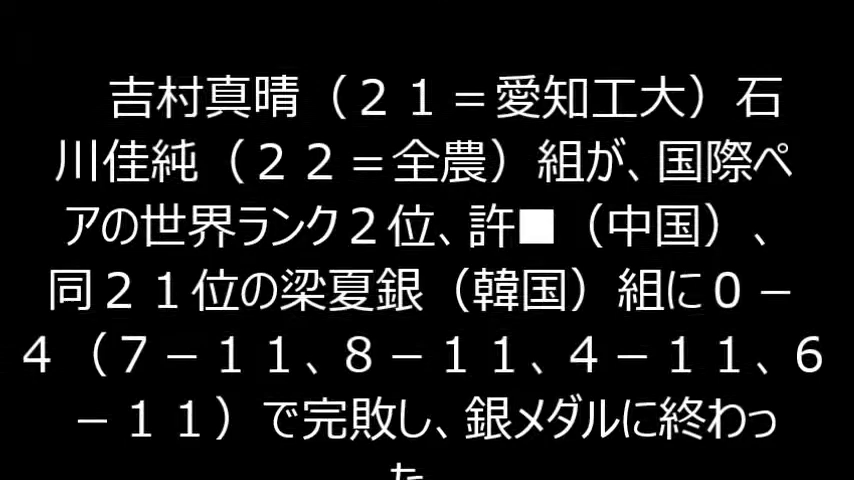 吉村真晴（２１＝愛知工大）石
川佳純（２２＝全農）組が、国際ペ
アの世界ランク２位、許■（中国）、
同２１位の梁夏銀（韓国）組に０－
４（７－１１、８－１１、４－１１、６
－１１）で完敗し、銀メダルに終わっ
た